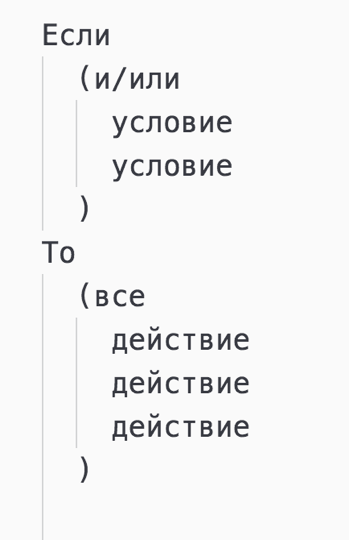 Если
(и/или
условие
условие
)
То
(все
действие
действие
действие
)